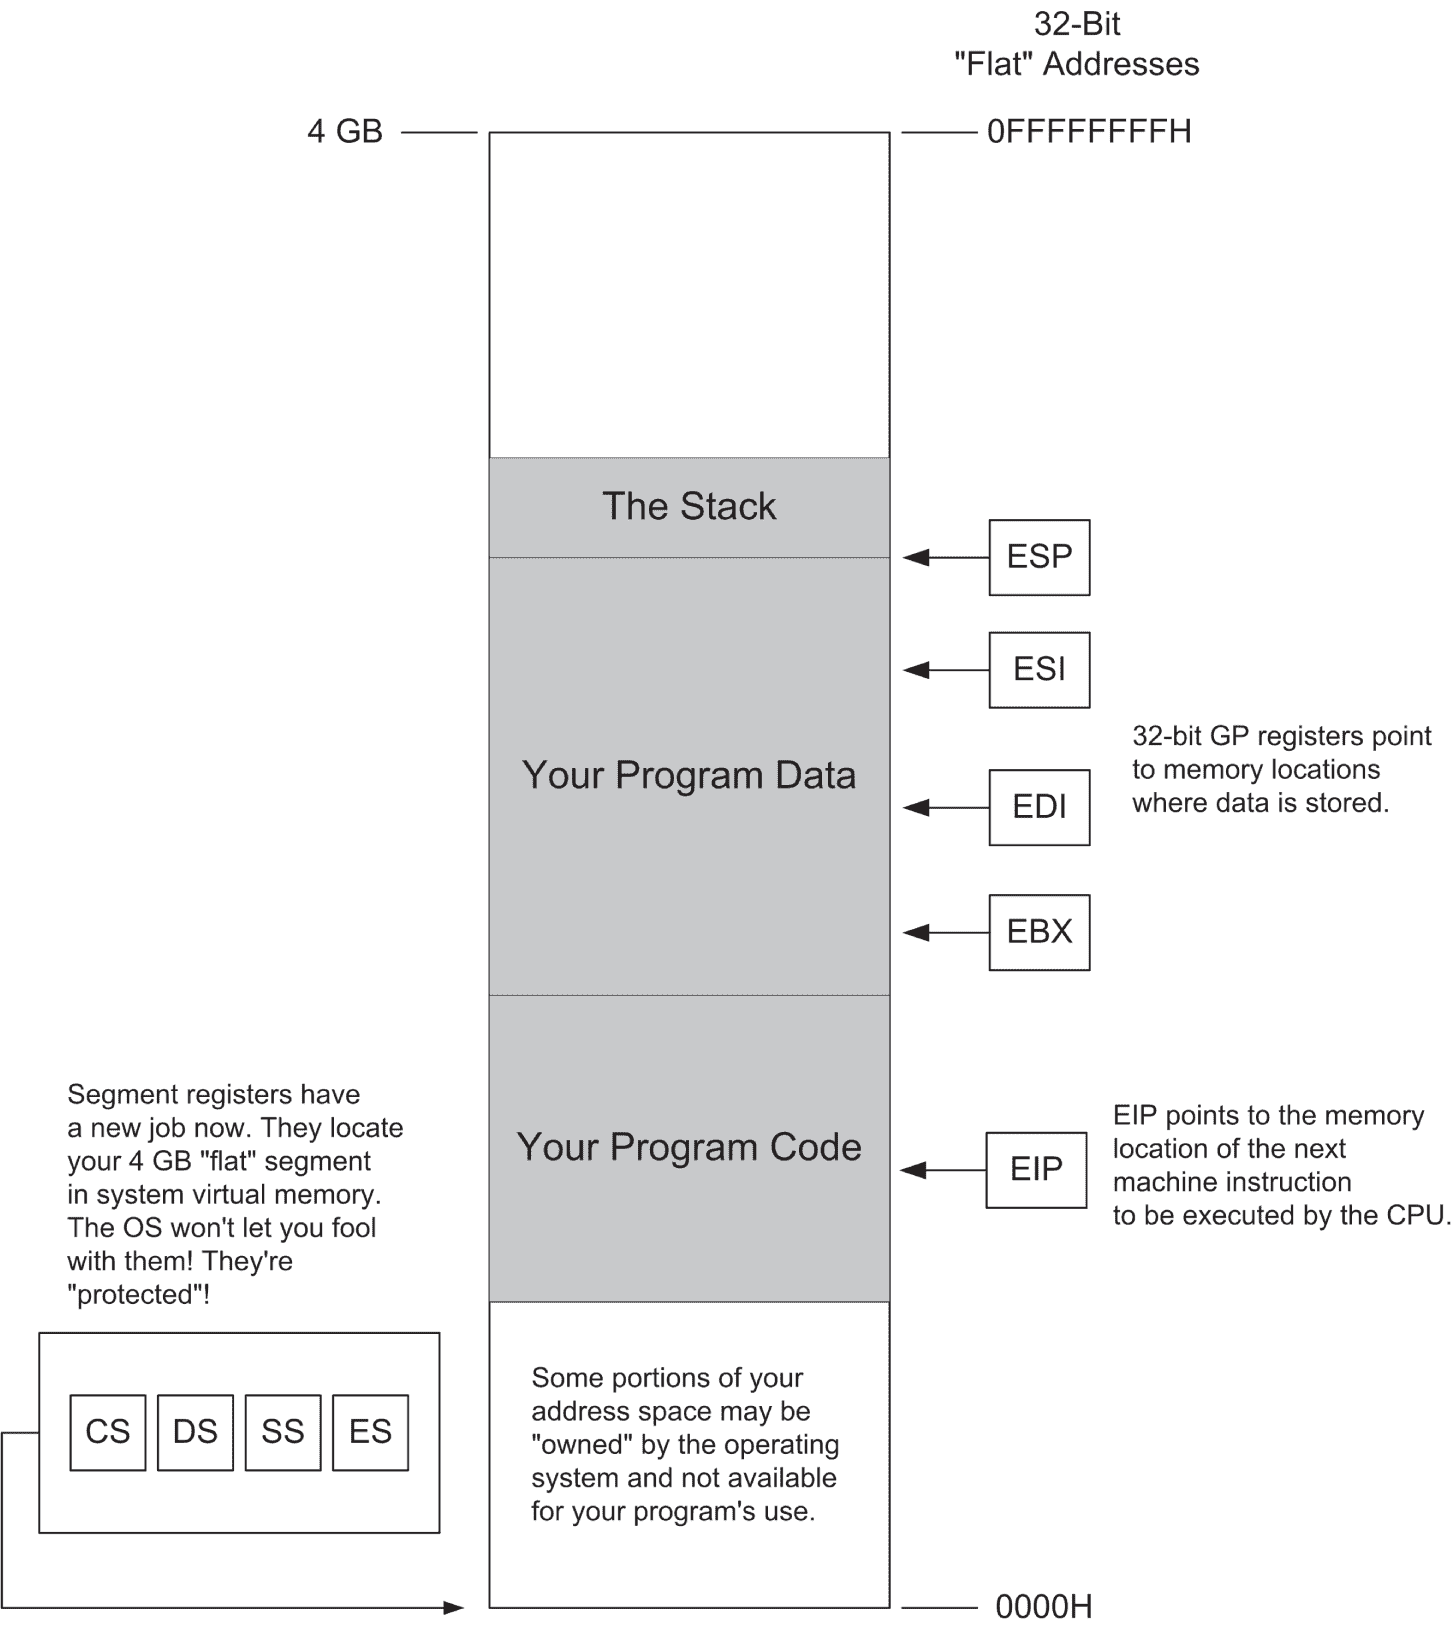 32-Bit
"Flat" Addresses
4 GB
0FFFFFFFFH
The Stack
ESP
ESI
32-bit GP registers point
to memory locations
where data is stored.
Your Program Data
EDI
EBX
Segment registers have
a new job now. They locate
your 4 GB "flat" segment
in system virtual memory.
The OS won't let you fool
with them! They're
"protected"!
Your Program Code
EIP
EIP points to the memory
location of the next
machine instruction
to be executed by the CPU.
CS DS SS ES
Some portions of your
address space may be
"owned" by the operating
system and not available
for your program's use.
0000H